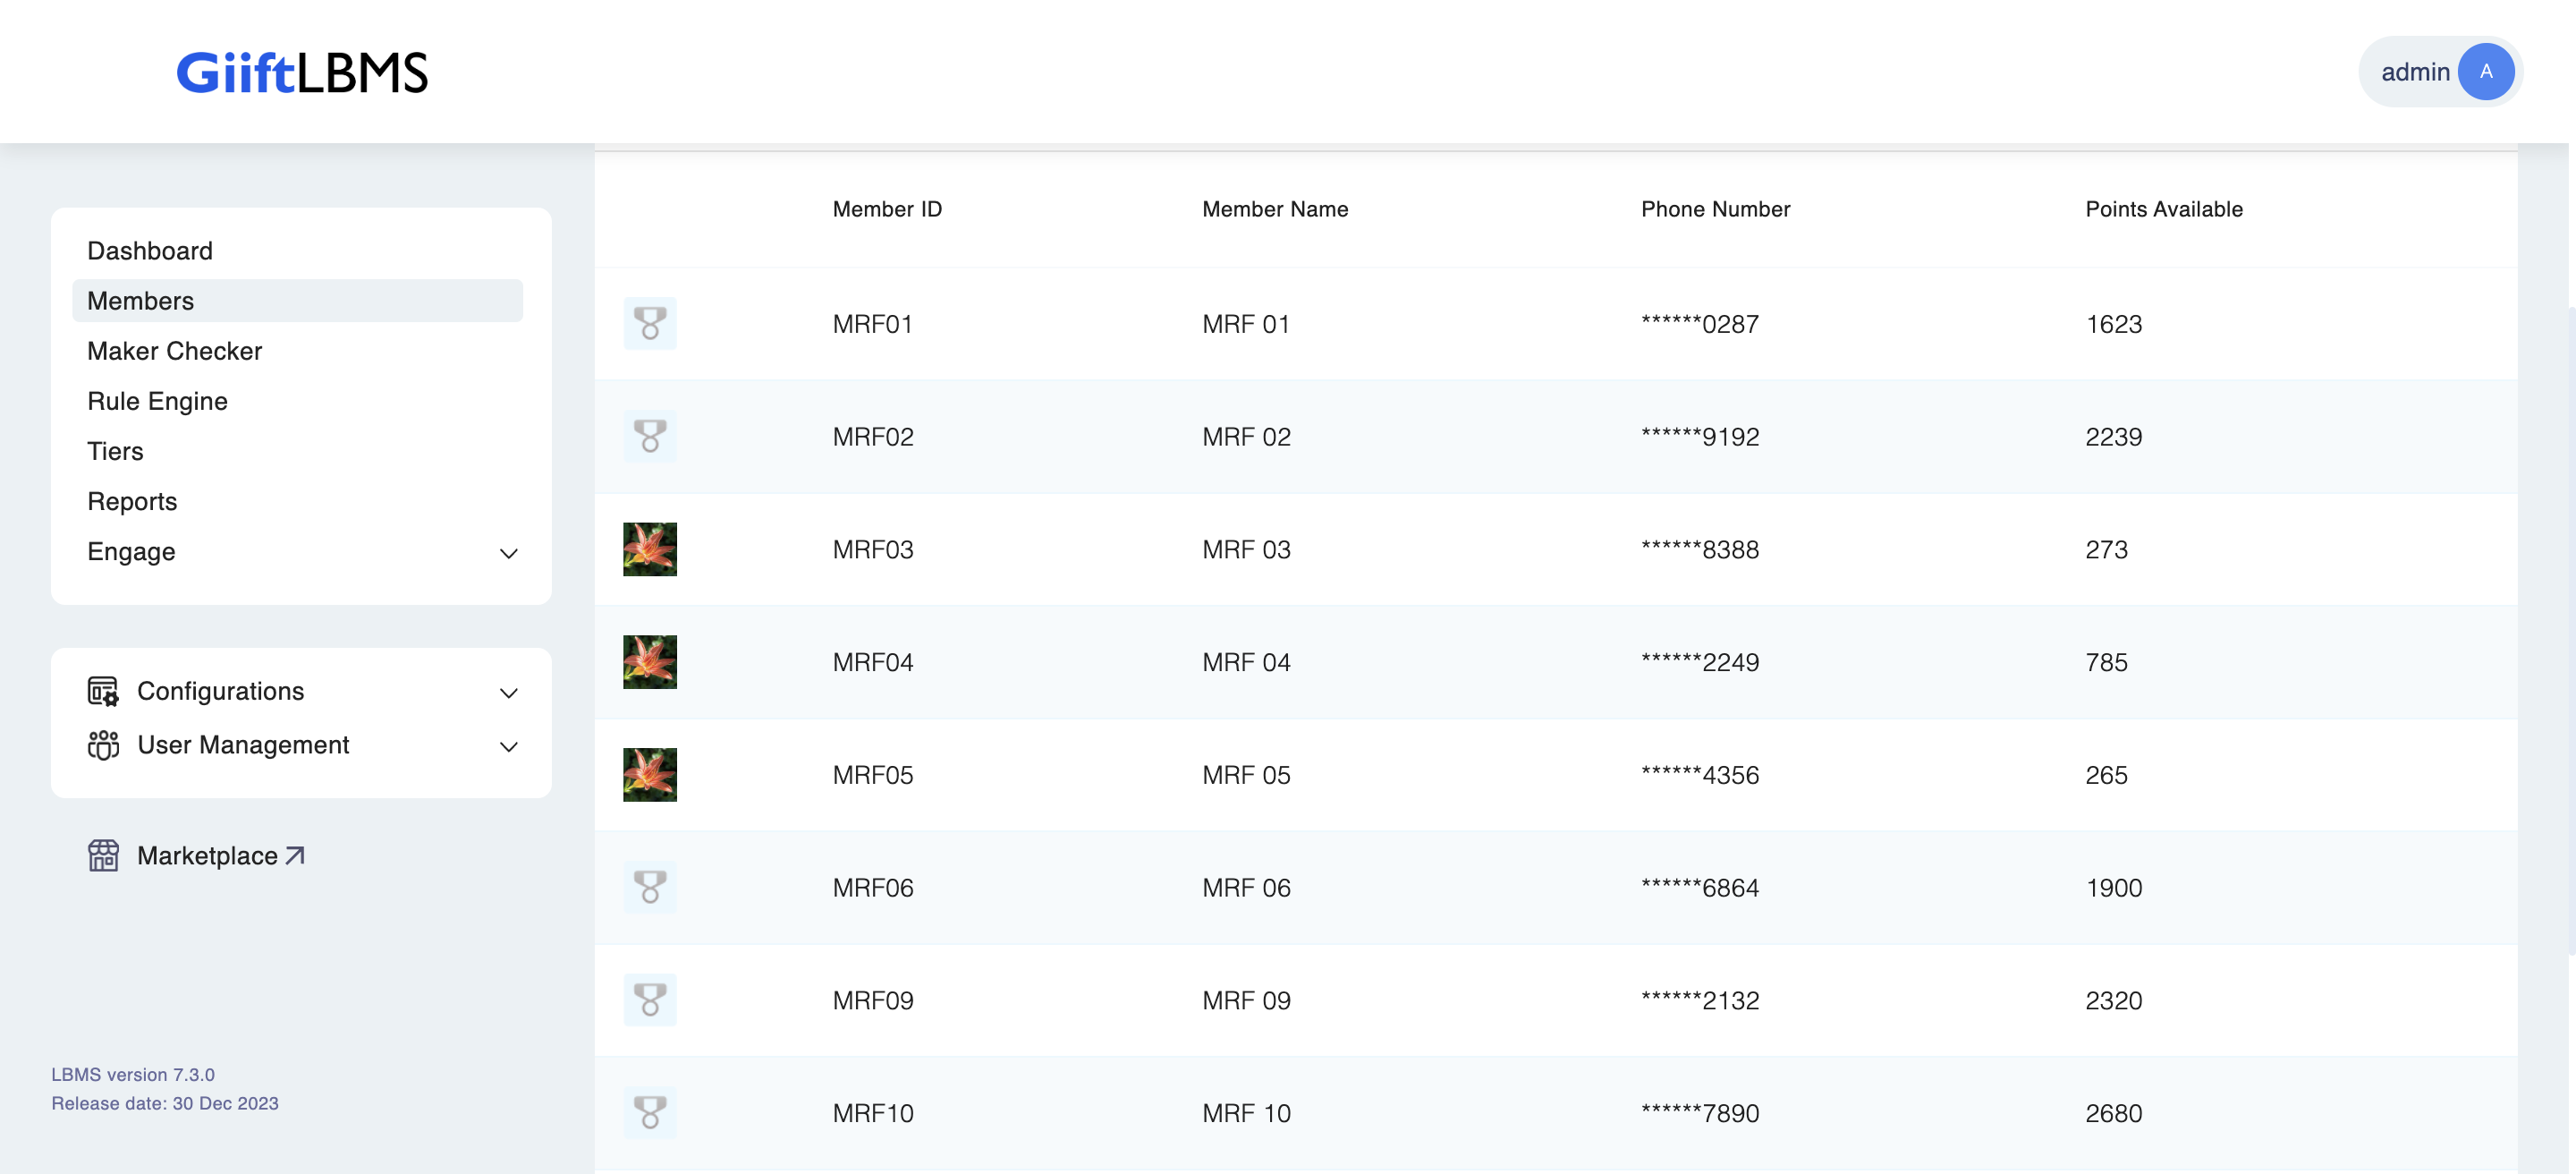 GiiftLBMS
admin A
Dashboard
Members
Maker Checker
Rule Engine
Tiers
Reports
Engage
Configurations
User Management
Marketplace
LBMS version 7.3.0
Release date: 30 Dec 2023
Member ID Member Name Phone Number Points Available
MRF01 MRF 01 ******0287 1623
MRF02 MRF 02 ******9192 2239
MRF03 MRF 03 ******8388 273
MRF04 MRF 04 ******2249 785
MRF05 MRF 05 ******4356 265
MRF06 MRF 06 ******6864 1900
MRF09 MRF 09 ******2132 2320
MRF10 MRF 10 ******7890 2680